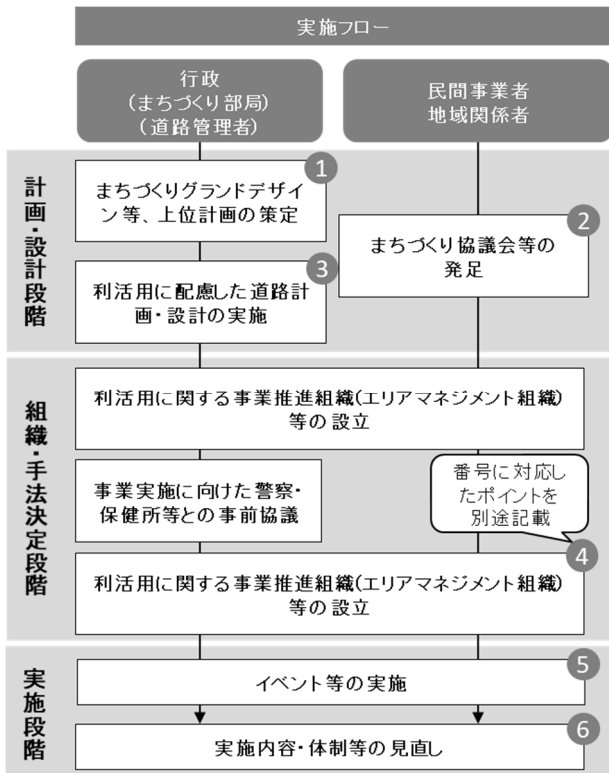 実施フロー
行政
(まちづくり部局)
(道路管理者)
民間事業者
地域関係者
計画・設計段階
1
まちづくりグランドデザイ
ン等、上位計画の策定
2
まちづくり協議会等の
発足
3
利活用に配慮した道路計
画・設計の実施
組織・手法決定段階
利活用に関する事業推進組織(エリアマネジメント組織)
等の設立
事業実施に向けた警察・
保健所等との事前協議
番号に対応し
たポイントを
別途記載
4
利活用に関する事業推進組織(エリアマネジメント組織)
等の設立
実施段階
5
イベント等の実施
6
実施内容・体制等の見直し